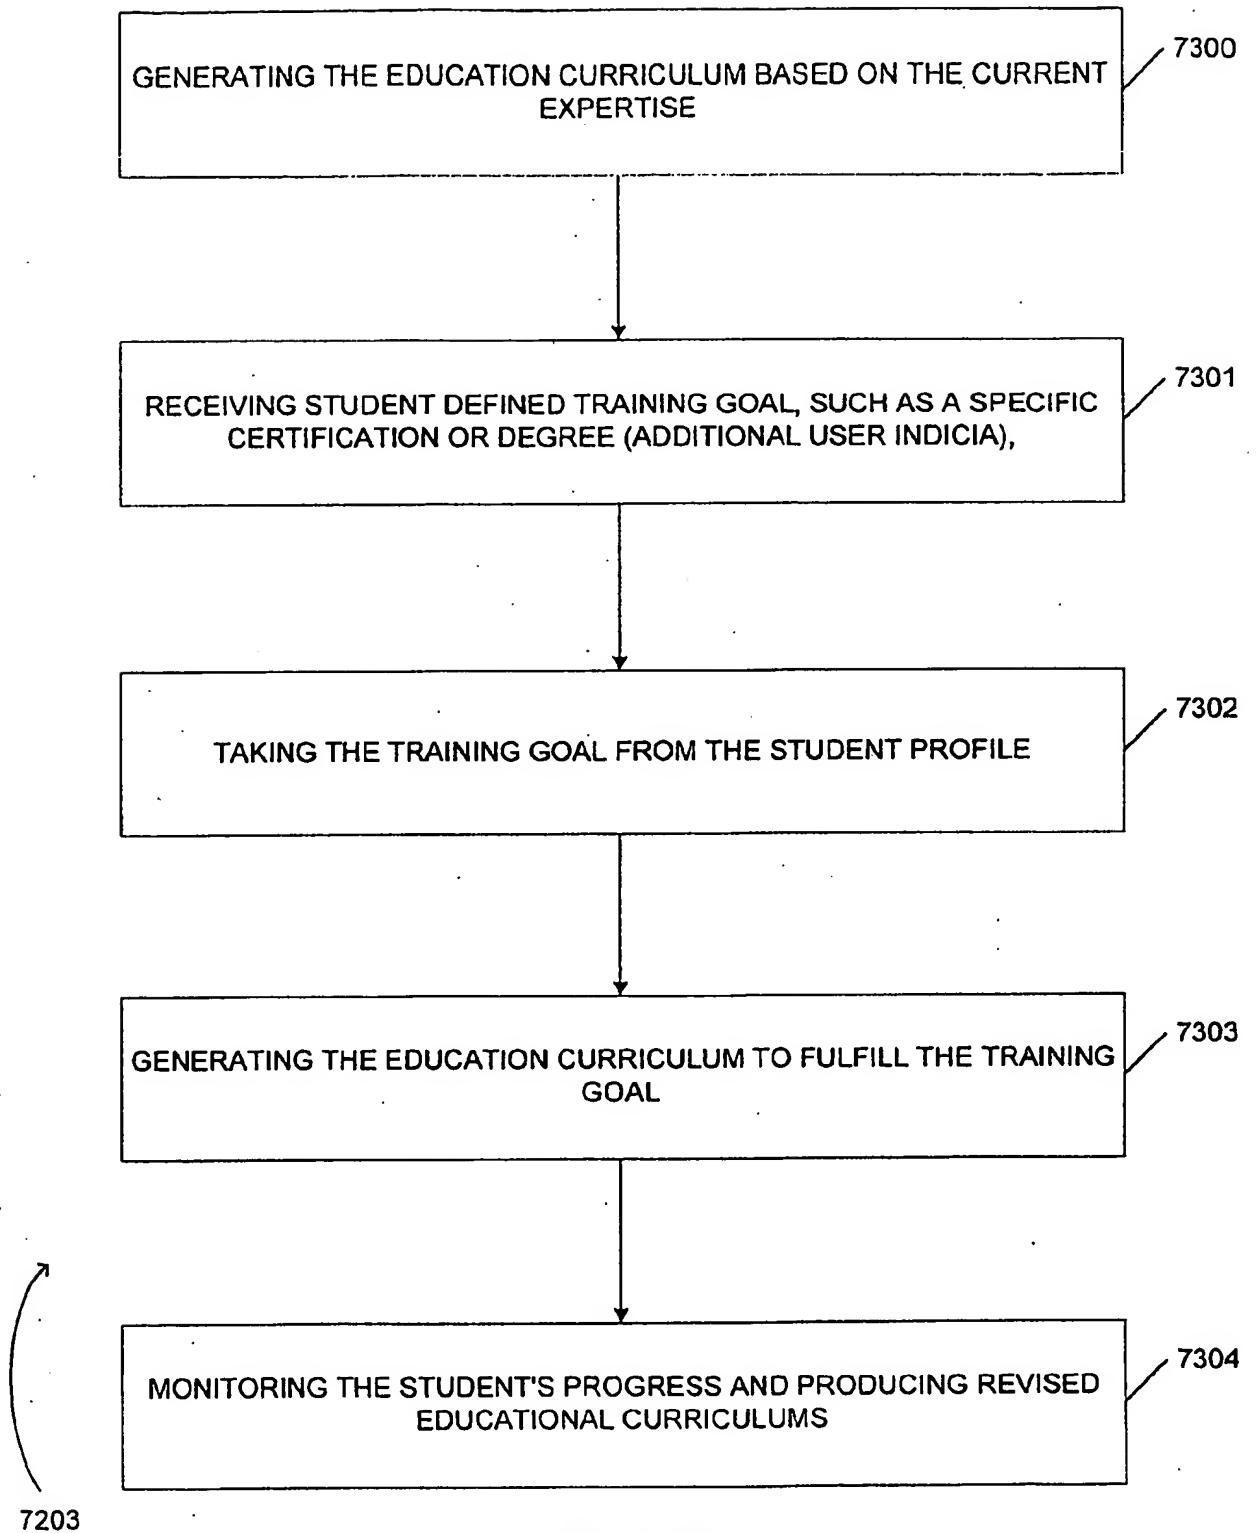 7300
GENERATING THE EDUCATION CURRICULUM BASED ON THE CURRENT
EXPERTISE
7301
RECEIVING STUDENT DEFINED TRAINING GOAL, SUCH AS A SPECIFIC
CERTIFICATION OR DEGREE (ADDITIONAL USER INDICIA),
7302
TAKING THE TRAINING GOAL FROM THE STUDENT PROFILE
7303
GENERATING THE EDUCATION CURRICULUM TO FULFILL THE TRAINING
GOAL
7304
MONITORING THE STUDENT'S PROGRESS AND PRODUCING REVISED
EDUCATIONAL CURRICULUMS
7203